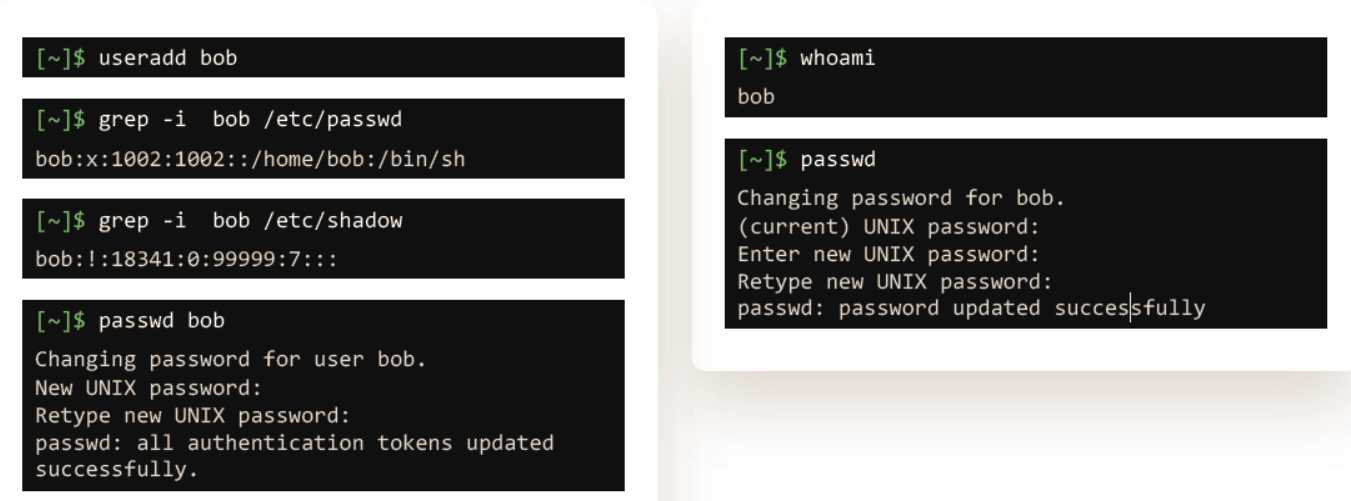 [~]$ useradd bob
[~]$ grep -i  bob /etc/passwd
bob:x:1002:1002::/home/bob:/bin/sh
[~]$ grep -i  bob /etc/shadow
bob:!:18341:0:99999:7:::
[~]$ passwd bob
Changing password for user bob.
New UNIX password:
Retype new UNIX password:
passwd: all authentication tokens updated
successfully.
[~]$ whoami
bob
[~]$ passwd
Changing password for bob.
(current) UNIX password:
Enter new UNIX password:
Retype new UNIX password:
passwd: password updated successfully